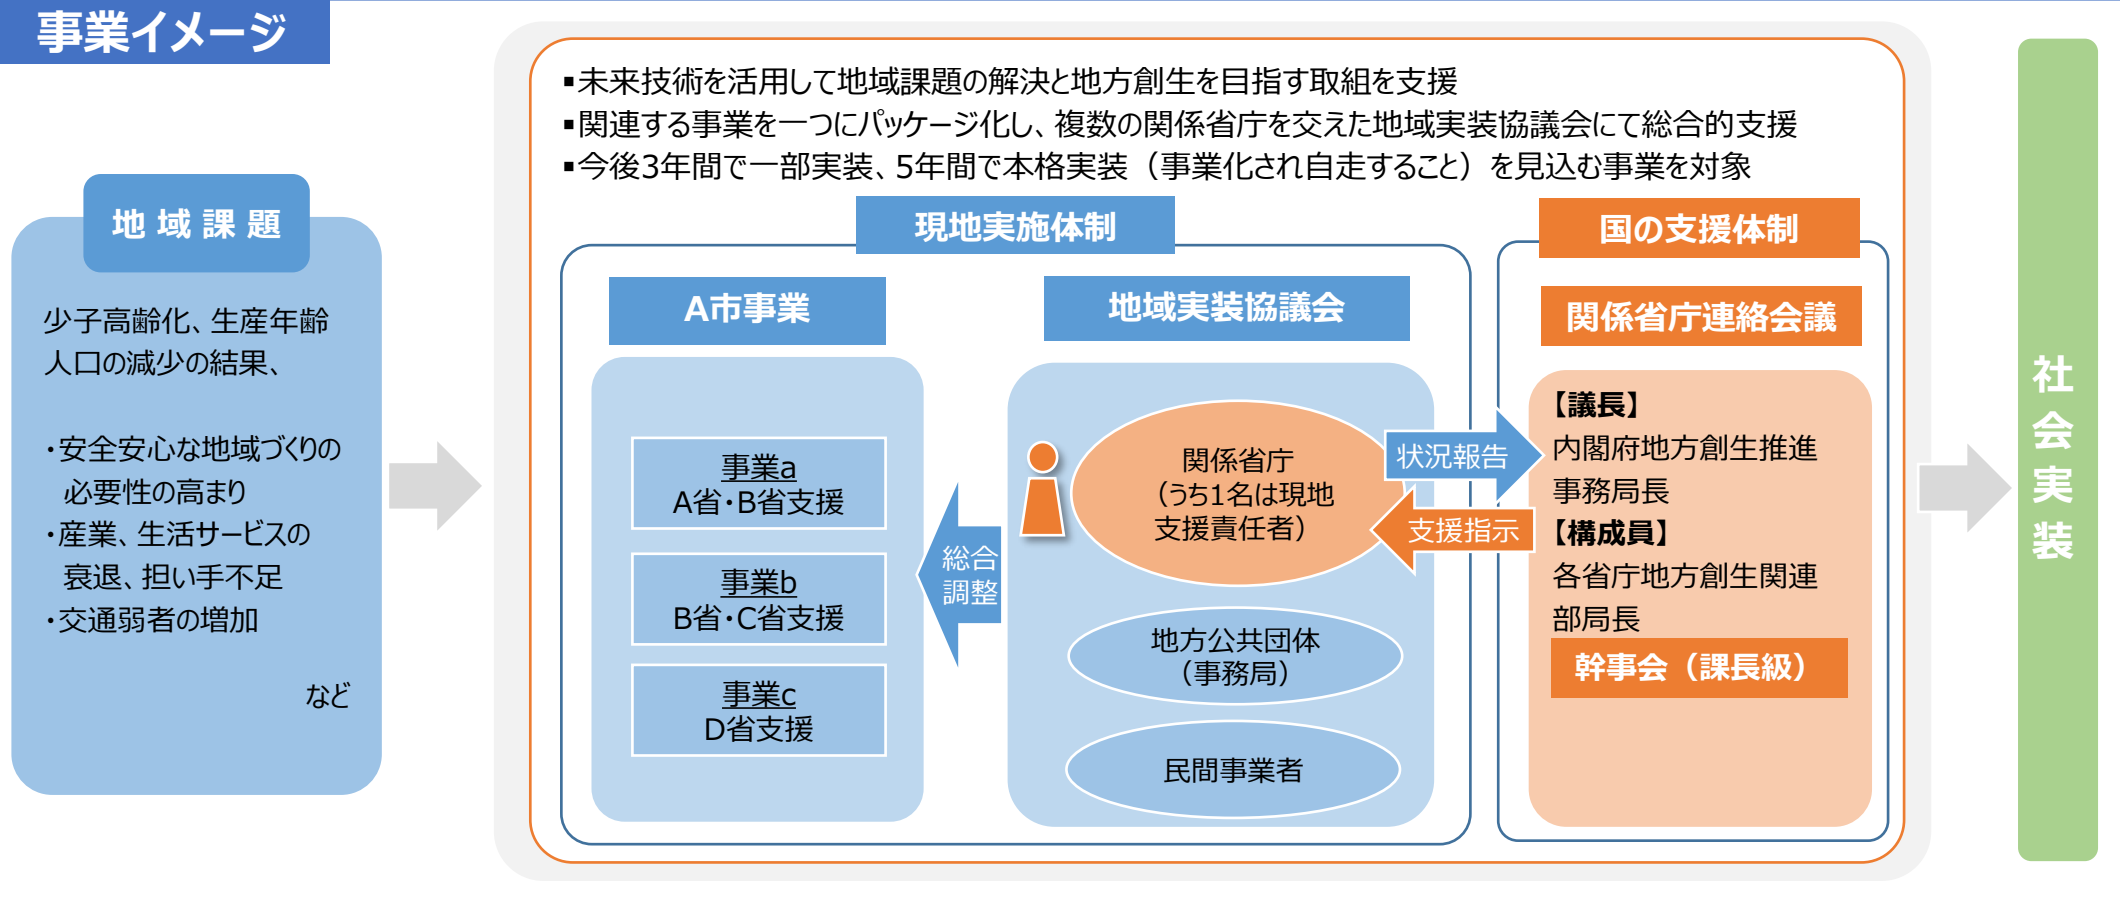 事業イメージ
▪未来技術を活用して地域課題の解決と地方創生を目指す取組を支援
▪関連する事業を一つにパッケージ化し、複数の関係省庁を交えた地域実装協議会にて総合的支援
▪今後3年間で一部実装、5年間で本格実装（事業化され自走すること）を見込む事業を対象
地域課題
少子高齢化、生産年齢
人口の減少の結果、
・安全安心な地域づくりの
必要性の高まり
・産業、生活サービスの
衰退、担い手不足
・交通弱者の増加
など
現地実施体制
A市事業
事業a
A省・B省支援
事業b
B省・C省支援
事業c
D省支援
総合
調整
地域実装協議会
関係省庁
（うち1名は現地
支援責任者）
地方公共団体
（事務局）
民間事業者
状況報告
支援指示
国の支援体制
関係省庁連絡会議
【議長】
内閣府地方創生推進
事務局長
【構成員】
各省庁地方創生関連
部局長
幹事会（課長級）
社会実装